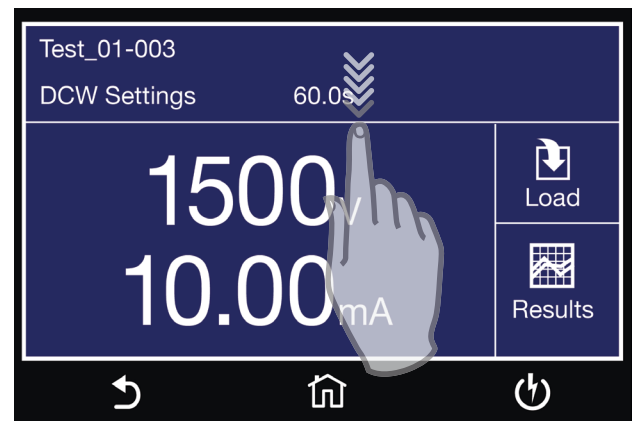 Test_01-003
DCW Settings 60.0s
1500V
10.00mA
Load
Results